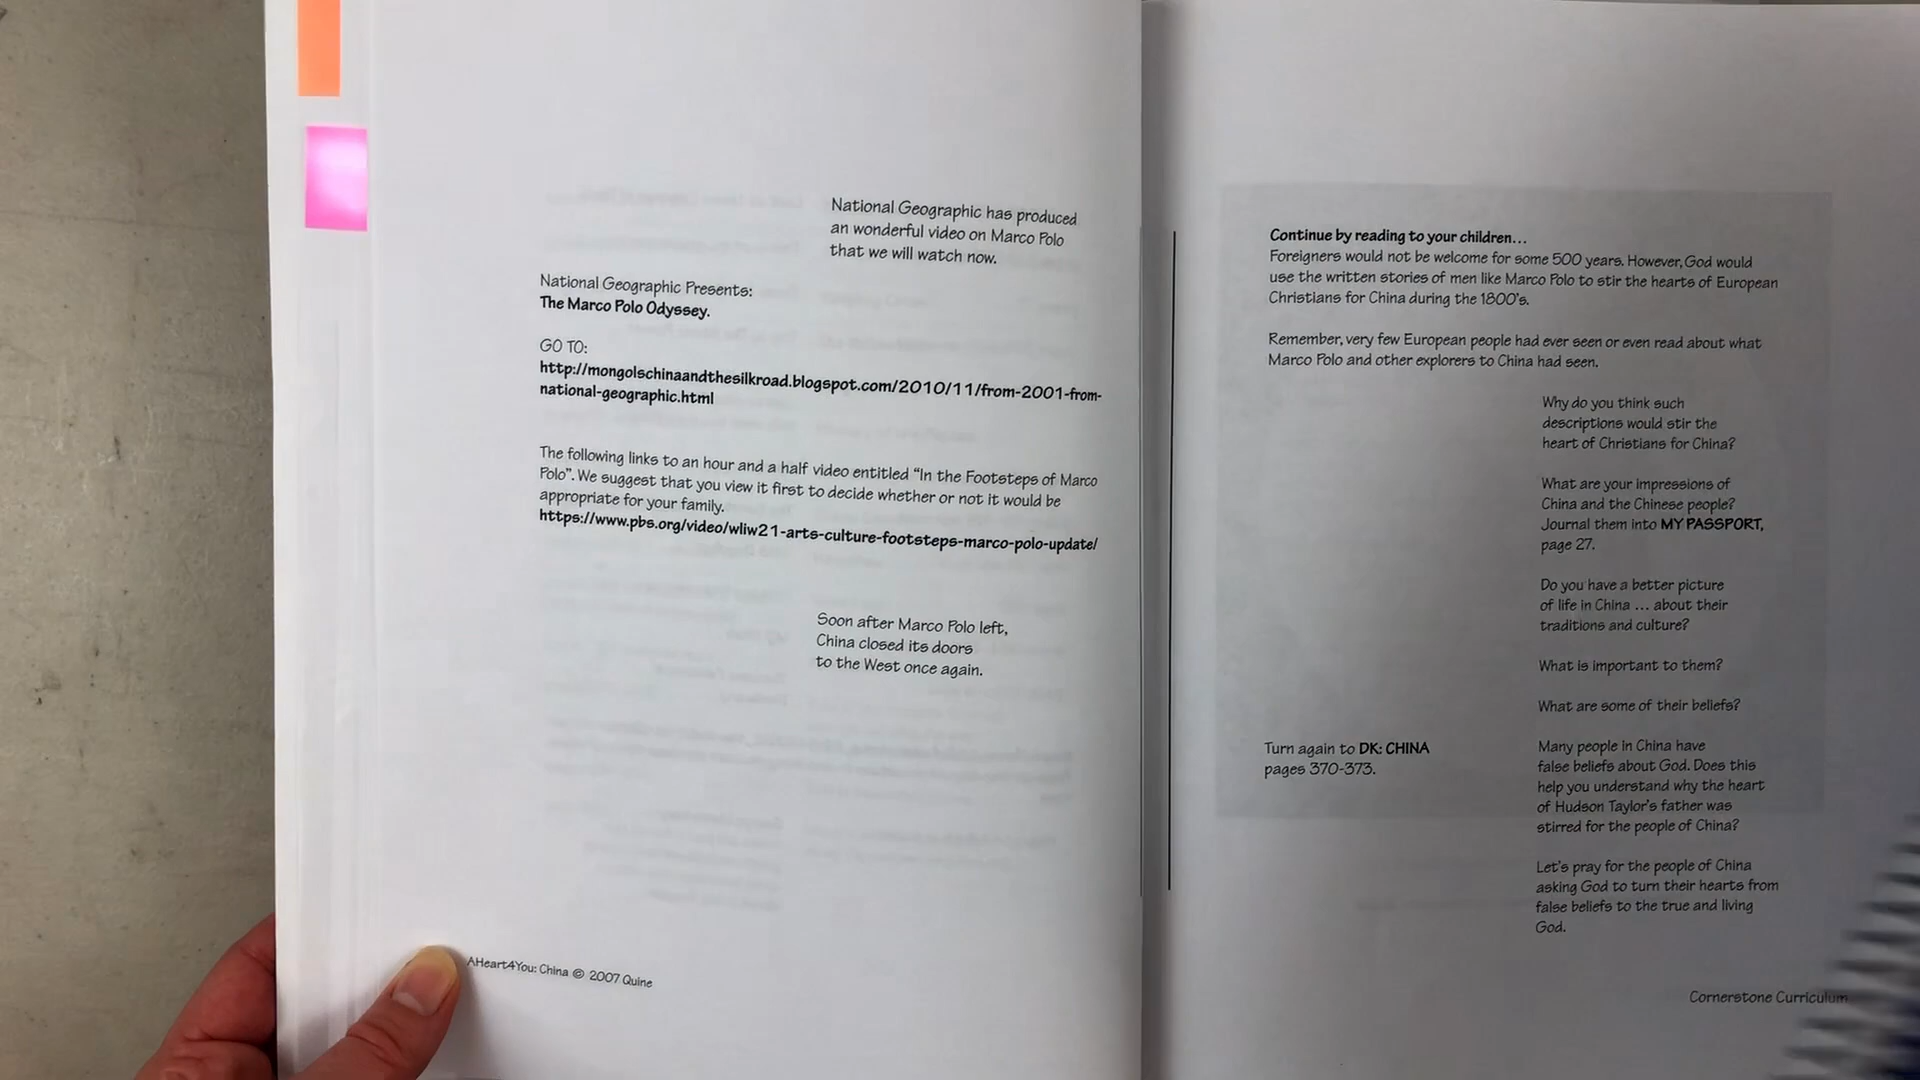 National Geographic has produced
an wonderful video on Marco Polo
that we will watch now.
National Geographic Presents:
The Marco Polo Odyssey.
GO TO:
http://mongolschinaandthesilkroad.blogspot.com/2010/11/from-2001-from-
national-geographic.html
The following links to an hour and a half video entitled “In the Footsteps of Marco
Polo”. We suggest that you view it first to decide whether or not it would be
appropriate for your family.
https://www.pbs.org/video/wliw21-arts-culture-footsteps-marco-polo-update/
Soon after Marco Polo left,
China closed its doors
to the West once again.
AHeart4You: China © 2007 Quine
Continue by reading to your children...
Foreigners would not be welcome for some 500 years. However, God would
use the written stories of men like Marco Polo to stir the hearts of European
Christians for China during the 1800's.
Remember, very few European people had ever seen or even read about what
Marco Polo and other explorers to China had seen.
Why do you think such
descriptions would stir the
heart of Christians for China?
What are your impressions of
China and the Chinese people?
Journal them into MY PASSPORT,
page 27.
Do you have a better picture
of life in China ... about their
traditions and culture?
What is important to them?
What are some of their beliefs?
Turn again to DK: CHINA
pages 370-373.
Many people in China have
false beliefs about God. Does this
help you understand why the heart
of Hudson Taylor's father was
stirred for the people of China?
Let's pray for the people of China
asking God to turn their hearts from
false beliefs to the true and living
God.
Cornerstone Curriculum